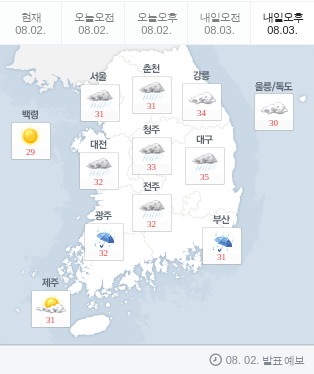 현재 오늘오전 오늘오후 내일오전 내일오후
08.02. 08.02. 08.02. 08.03. 08.03.
서울 춘천 강릉 울릉/독도
31 31 34 30
백령
29
대전 청주 대구
32 33 35
전주
32
광주 부산
32 31
제주
31
08. 02. 발표 예보